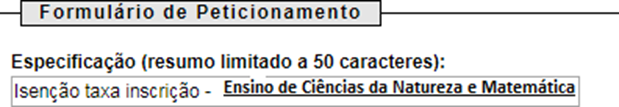 Formulário de Peticionamento
Especificação (resumo limitado a 50 caracteres):
Isenção taxa inscrição - Ensino de Ciências da Natureza e Matemática